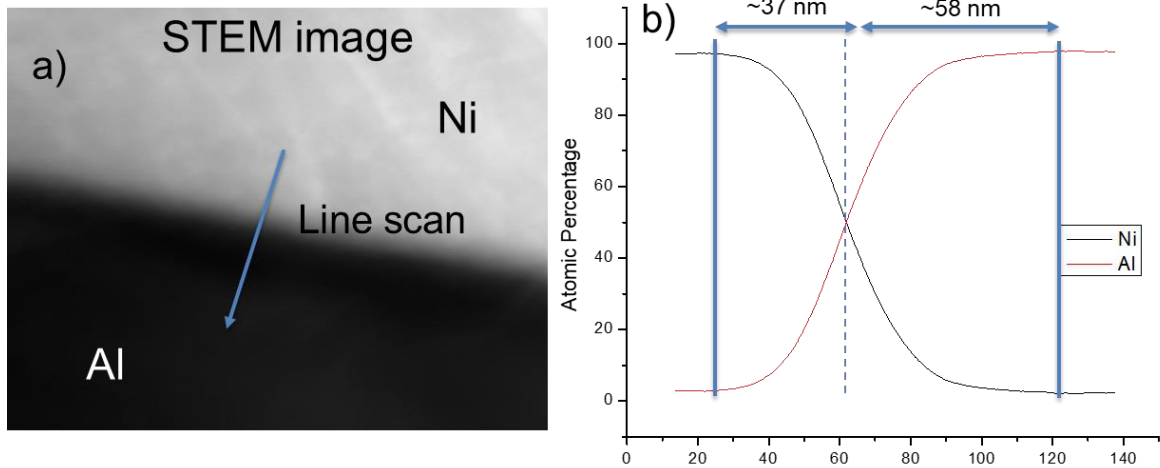 STEM image
a)
Ni
Line scan
Al
b)
~37 nm
~58 nm
100
80
60
40
20
0
Atomic Percentage
Ni
Al
0
20
40
60
80
100
120
140